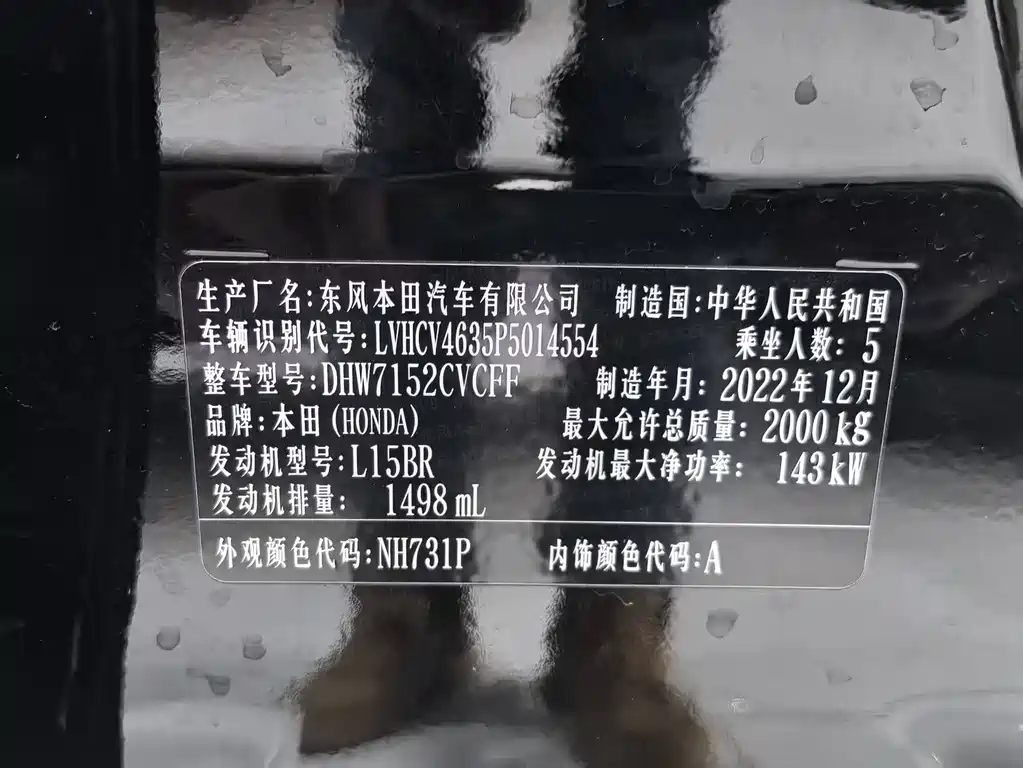 生产厂名:东风本田汽车有限公司 制造国:中华人民共和国
车辆识别代号:LVHCV4635P5014554 乘坐人数: 5
整车型号:DHW7152CVCFF 制造年月: 2022年12月
品牌:本田(HONDA) 最大允许总质量: 2000kg
发动机型号:L15BR 发动机最大净功率: 143kW
发动机排量: 1498mL
外观颜色代码:NH731P 内饰颜色代码:A